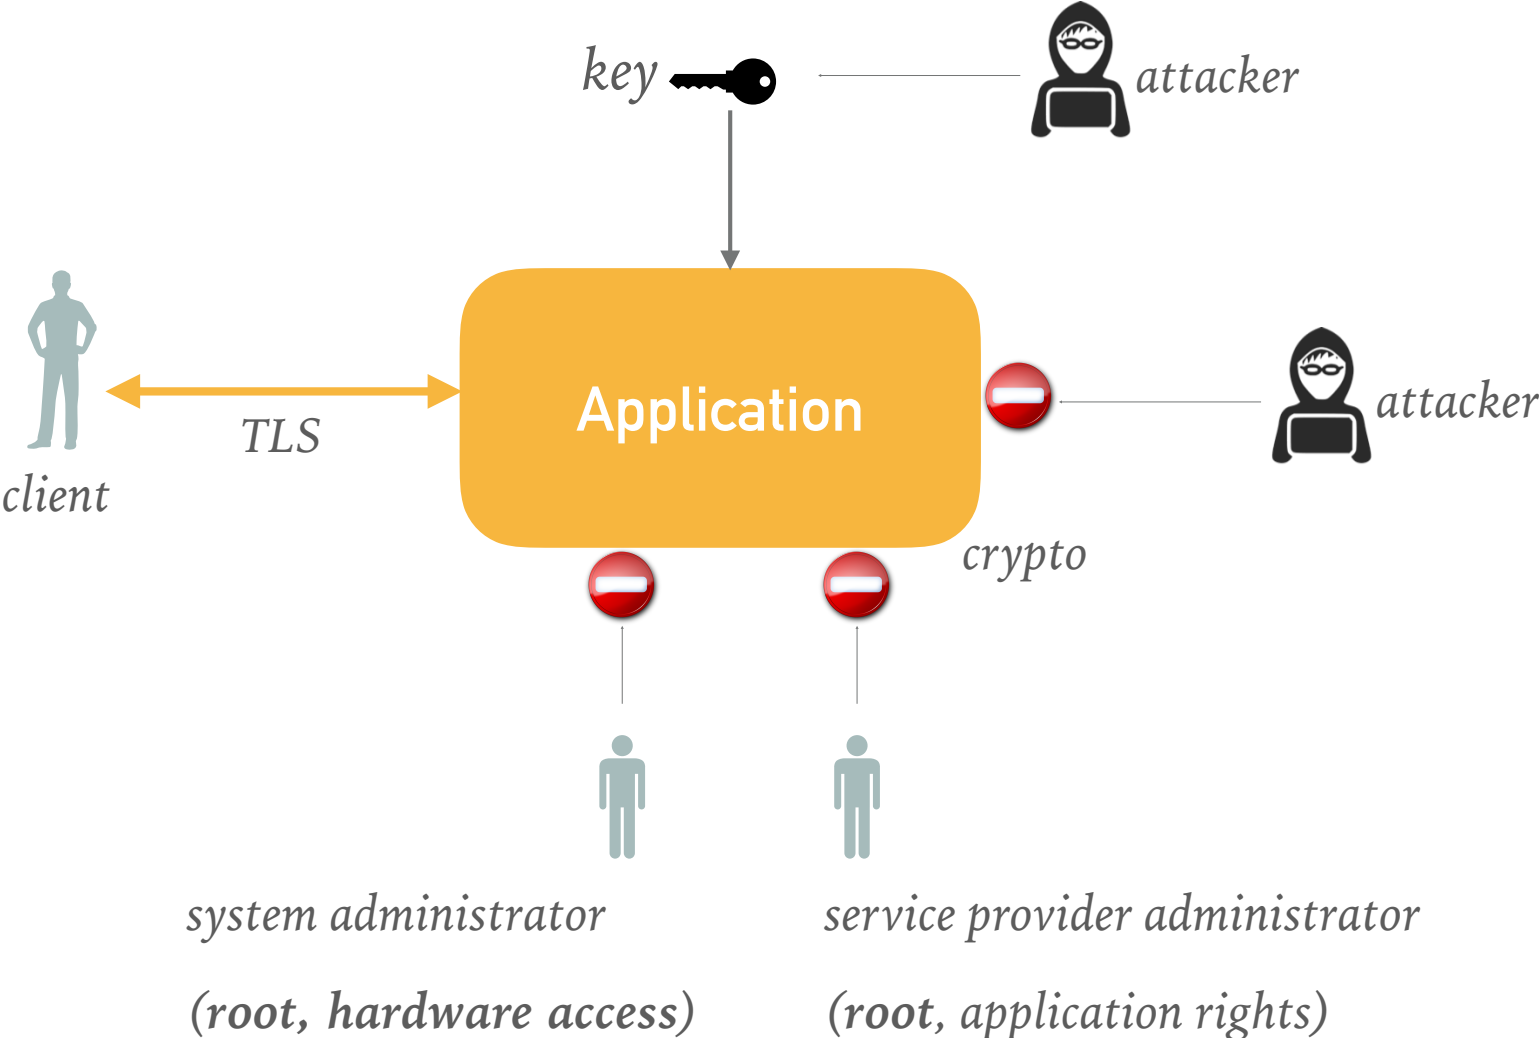 key
attacker
Application
attacker
TLS
client
crypto
system administrator
(root, hardware access)
service provider administrator
(root, application rights)